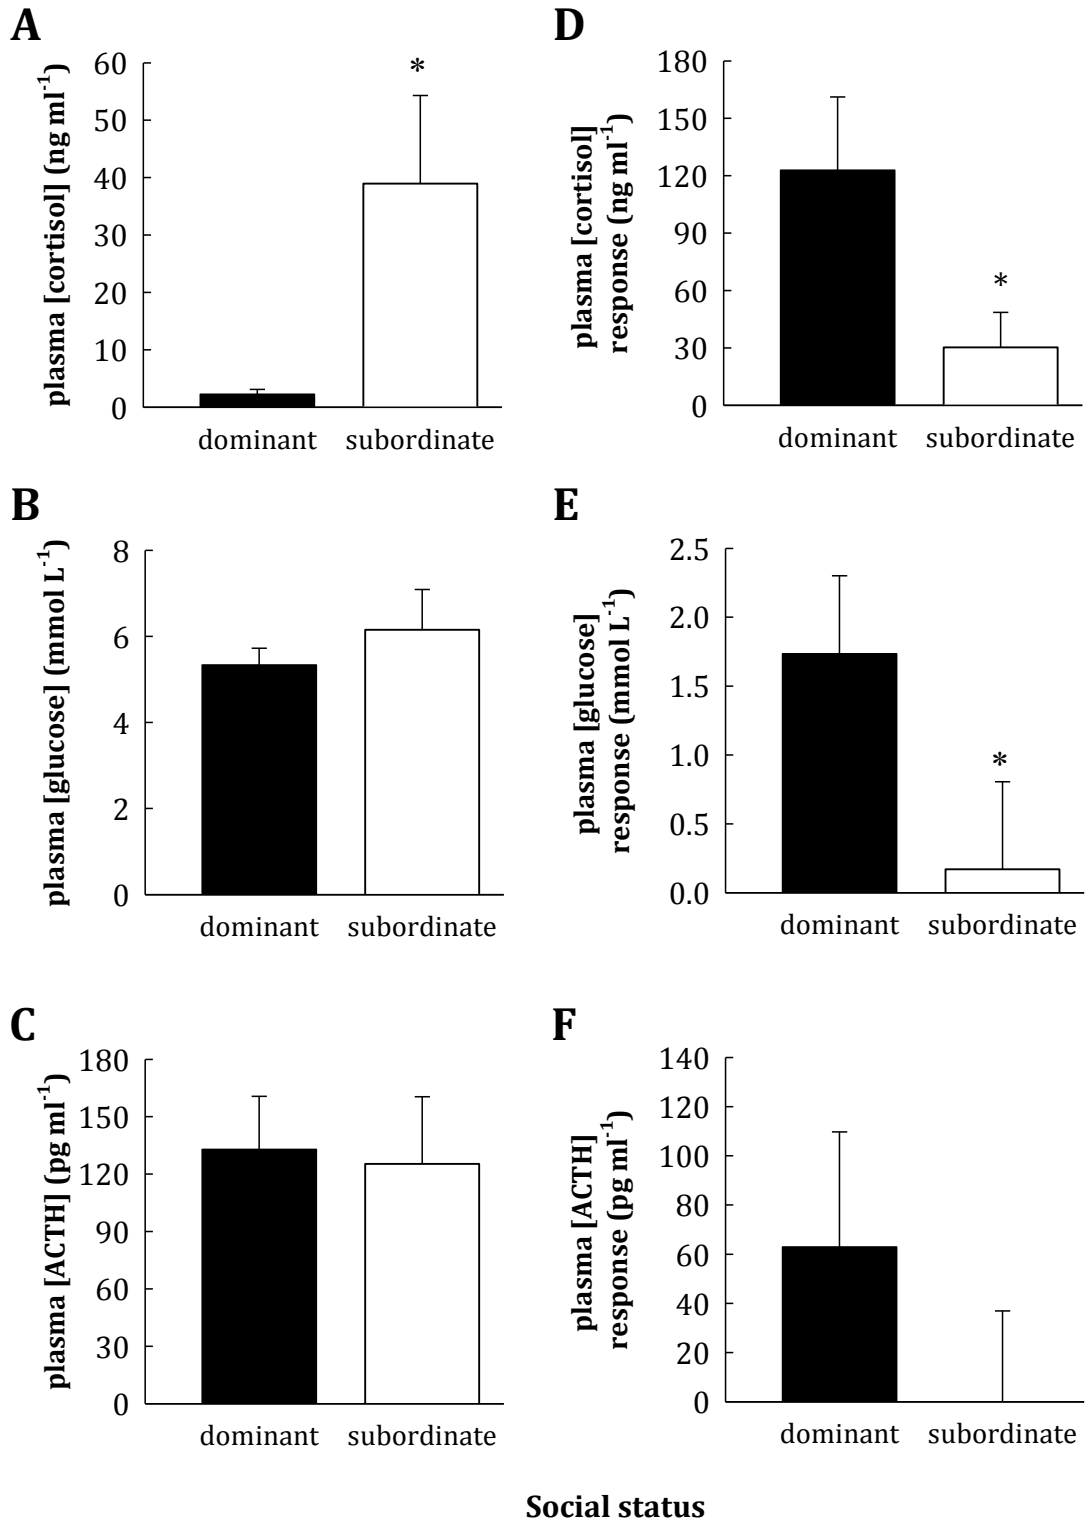 A
plasma [cortisol] (ng ml-1)
60
50
40
30
20
10
0
*
dominant subordinate
D
plasma [cortisol]
response (ng ml-1)
180
150
120
90
60
30
0
*
dominant subordinate
B
plasma [glucose] (mmol L-1)
8
6
4
2
0
dominant subordinate
E
plasma [glucose]
response (mmol L-1)
2.5
2.0
1.5
1.0
0.5
0.0
*
dominant subordinate
C
plasma [ACTH] (pg ml-1)
180
150
120
90
60
30
0
dominant subordinate
F
plasma [ACTH]
response (pg ml-1)
140
120
100
80
60
40
20
0
dominant subordinate
Social status